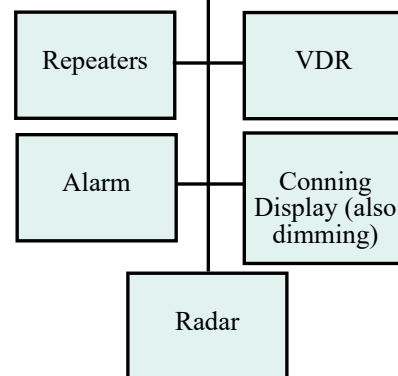 Repeaters
VDR
Alarm
Conning
Display (also
dimming)
Radar